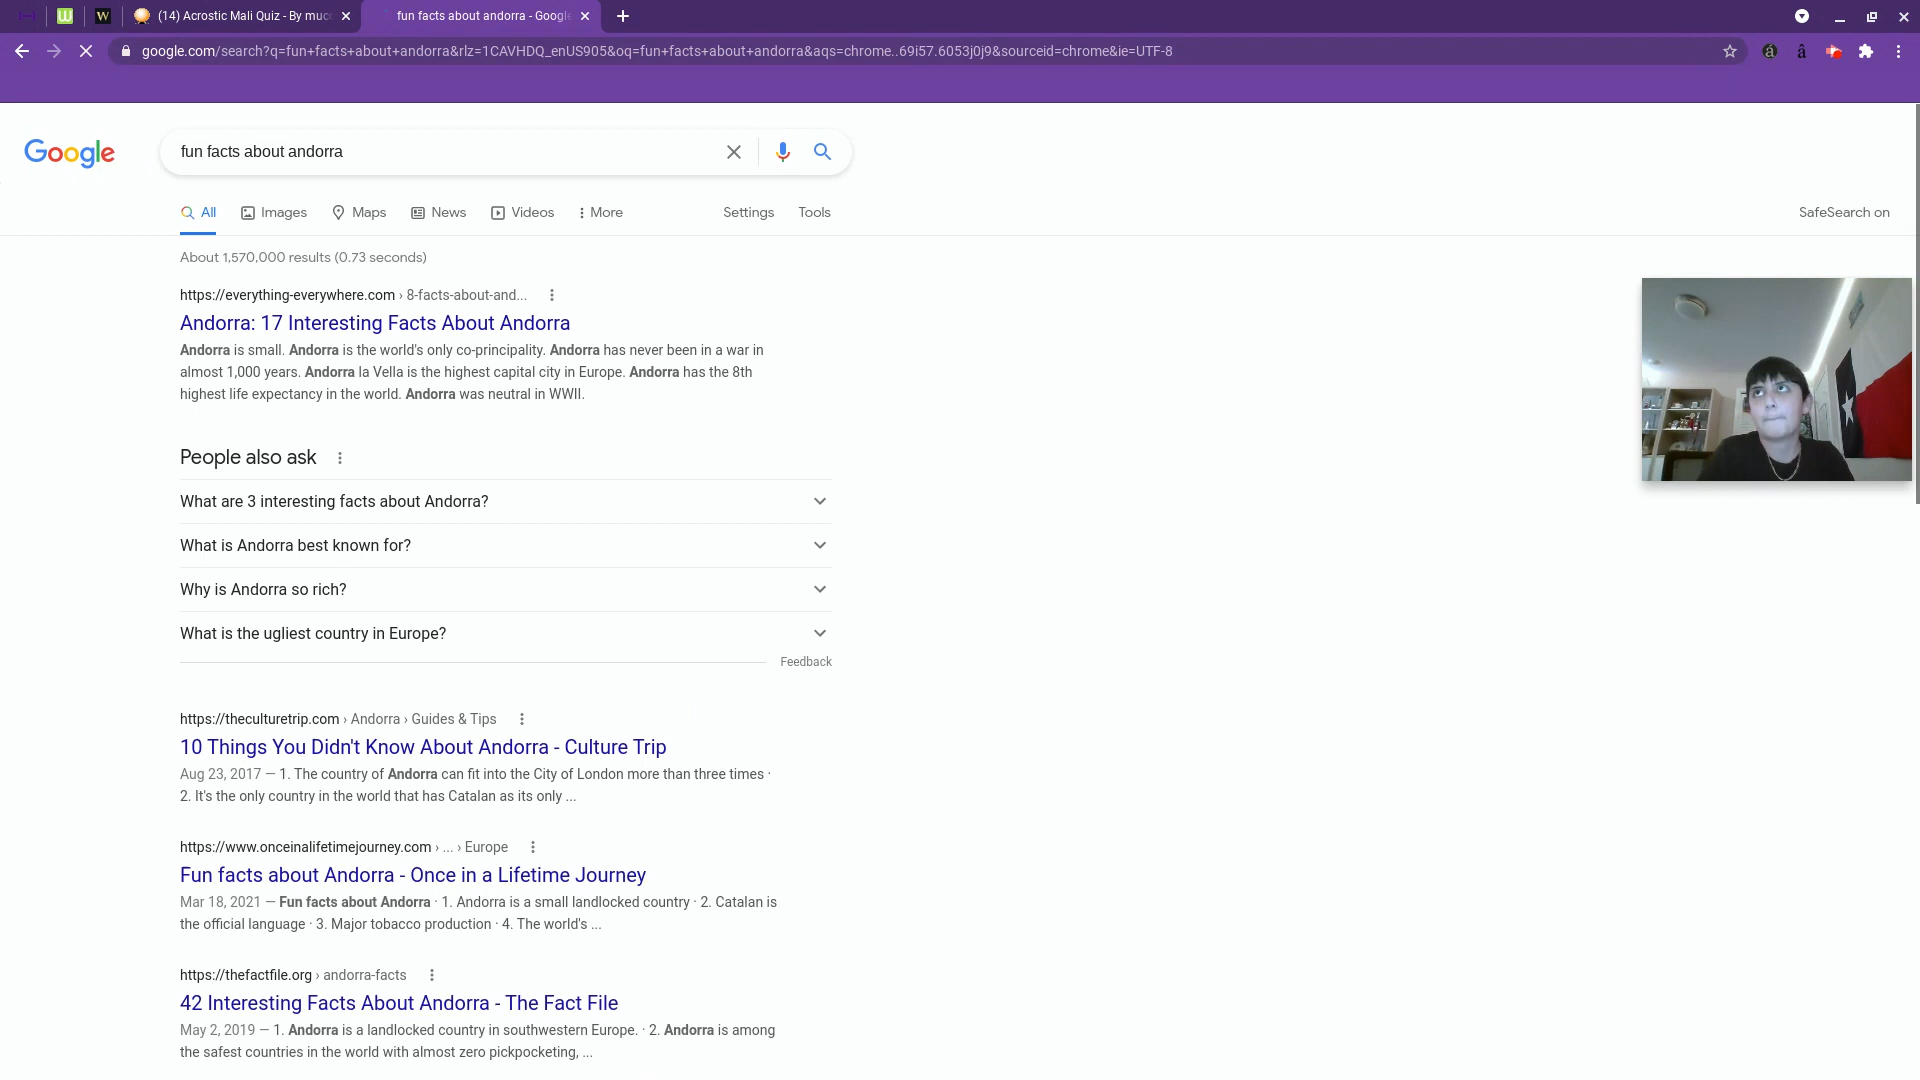 (14) Acrostic Mali Quiz - By muco
fun facts about andorra - Google
google.com/search?q=fun+facts+about+andorra&rlz=1CAVHDQ_enUS905&oq=fun+facts+about+andorra&aqs=chrome..69i57.6053j0j9&sourceid=chrome&ie=UTF-8
Google
fun facts about andorra
All Images Maps News Videos More Settings Tools SafeSearch on
About 1,570,000 results (0.73 seconds)
https://everything-everywhere.com › 8-facts-about-and...
Andorra: 17 Interesting Facts About Andorra
Andorra is small. Andorra is the world's only co-principality. Andorra has never been in a war in
almost 1,000 years. Andorra la Vella is the highest capital city in Europe. Andorra has the 8th
highest life expectancy in the world. Andorra was neutral in WWII.
People also ask
What are 3 interesting facts about Andorra?
What is Andorra best known for?
Why is Andorra so rich?
What is the ugliest country in Europe?
Feedback
https://theculturetrip.com › Andorra › Guides & Tips
10 Things You Didn't Know About Andorra - Culture Trip
Aug 23, 2017 — 1. The country of Andorra can fit into the City of London more than three times ·
2. It's the only country in the world that has Catalan as its only ...
https://www.onceinalifetimejourney.com › ... › Europe
Fun facts about Andorra - Once in a Lifetime Journey
Mar 18, 2021 — Fun facts about Andorra · 1. Andorra is a small landlocked country · 2. Catalan is
the official language · 3. Major tobacco production · 4. The world's ...
https://thefactfile.org › andorra-facts
42 Interesting Facts About Andorra - The Fact File
May 2, 2019 — 1. Andorra is a landlocked country in southwestern Europe. · 2. Andorra is among
the safest countries in the world with almost zero pickpocketing, ...